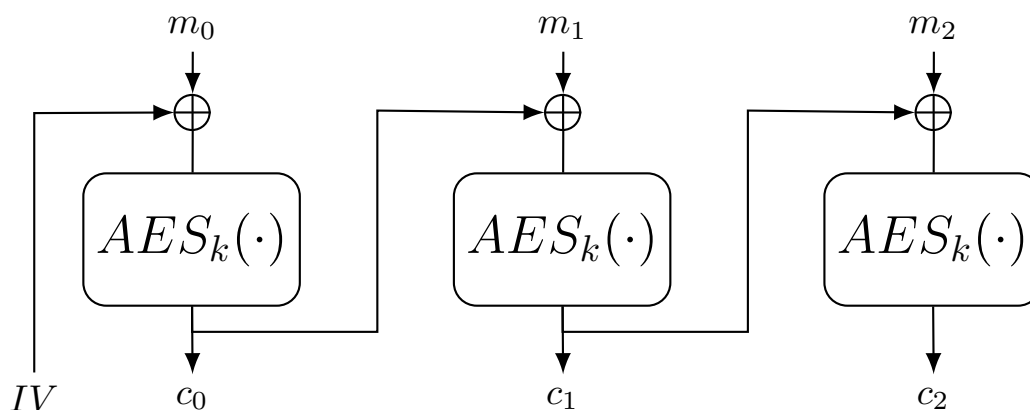 m₀ m₁ m₂
AESₖ(·) AESₖ(·) AESₖ(·)
IV c₀ c₁ c₂